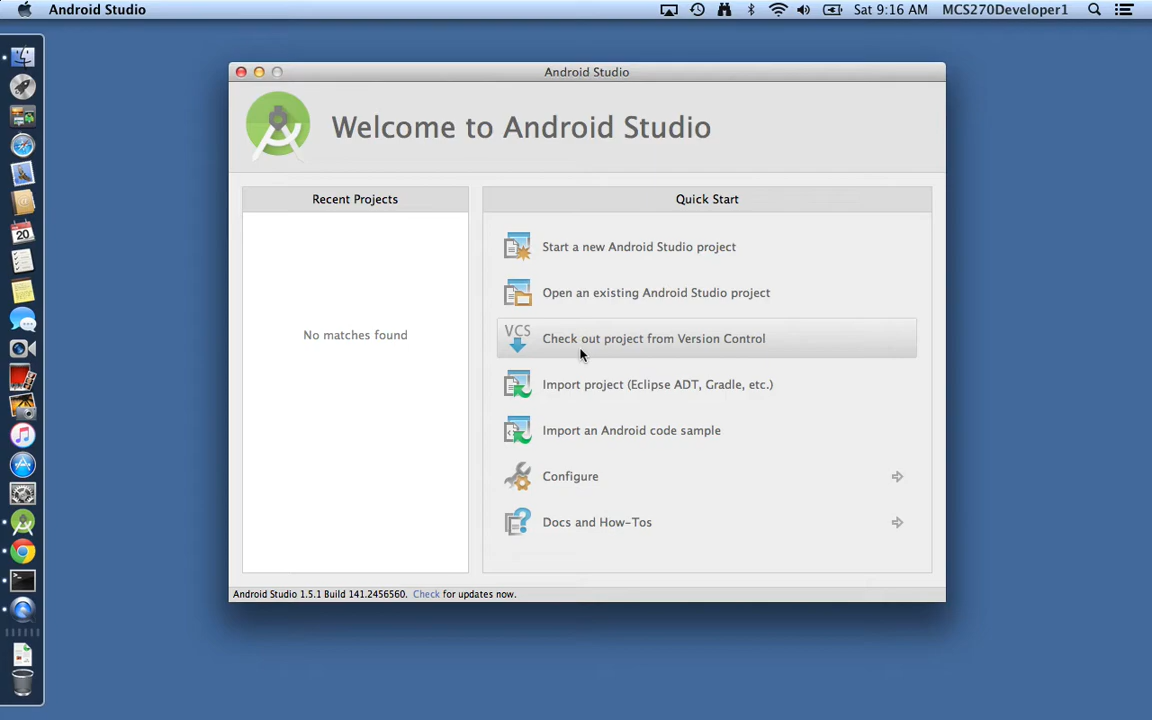 Android Studio
Sat 9:16 AM
MCS270Developer1
Android Studio
Welcome to Android Studio
Recent Projects
No matches found
Quick Start
Start a new Android Studio project
Open an existing Android Studio project
VCS
Check out project from Version Control
Import project (Eclipse ADT, Gradle, etc.)
Import an Android code sample
Configure
Docs and How-Tos
Android Studio 1.5.1 Build 141.2456560. Check for updates now.
20